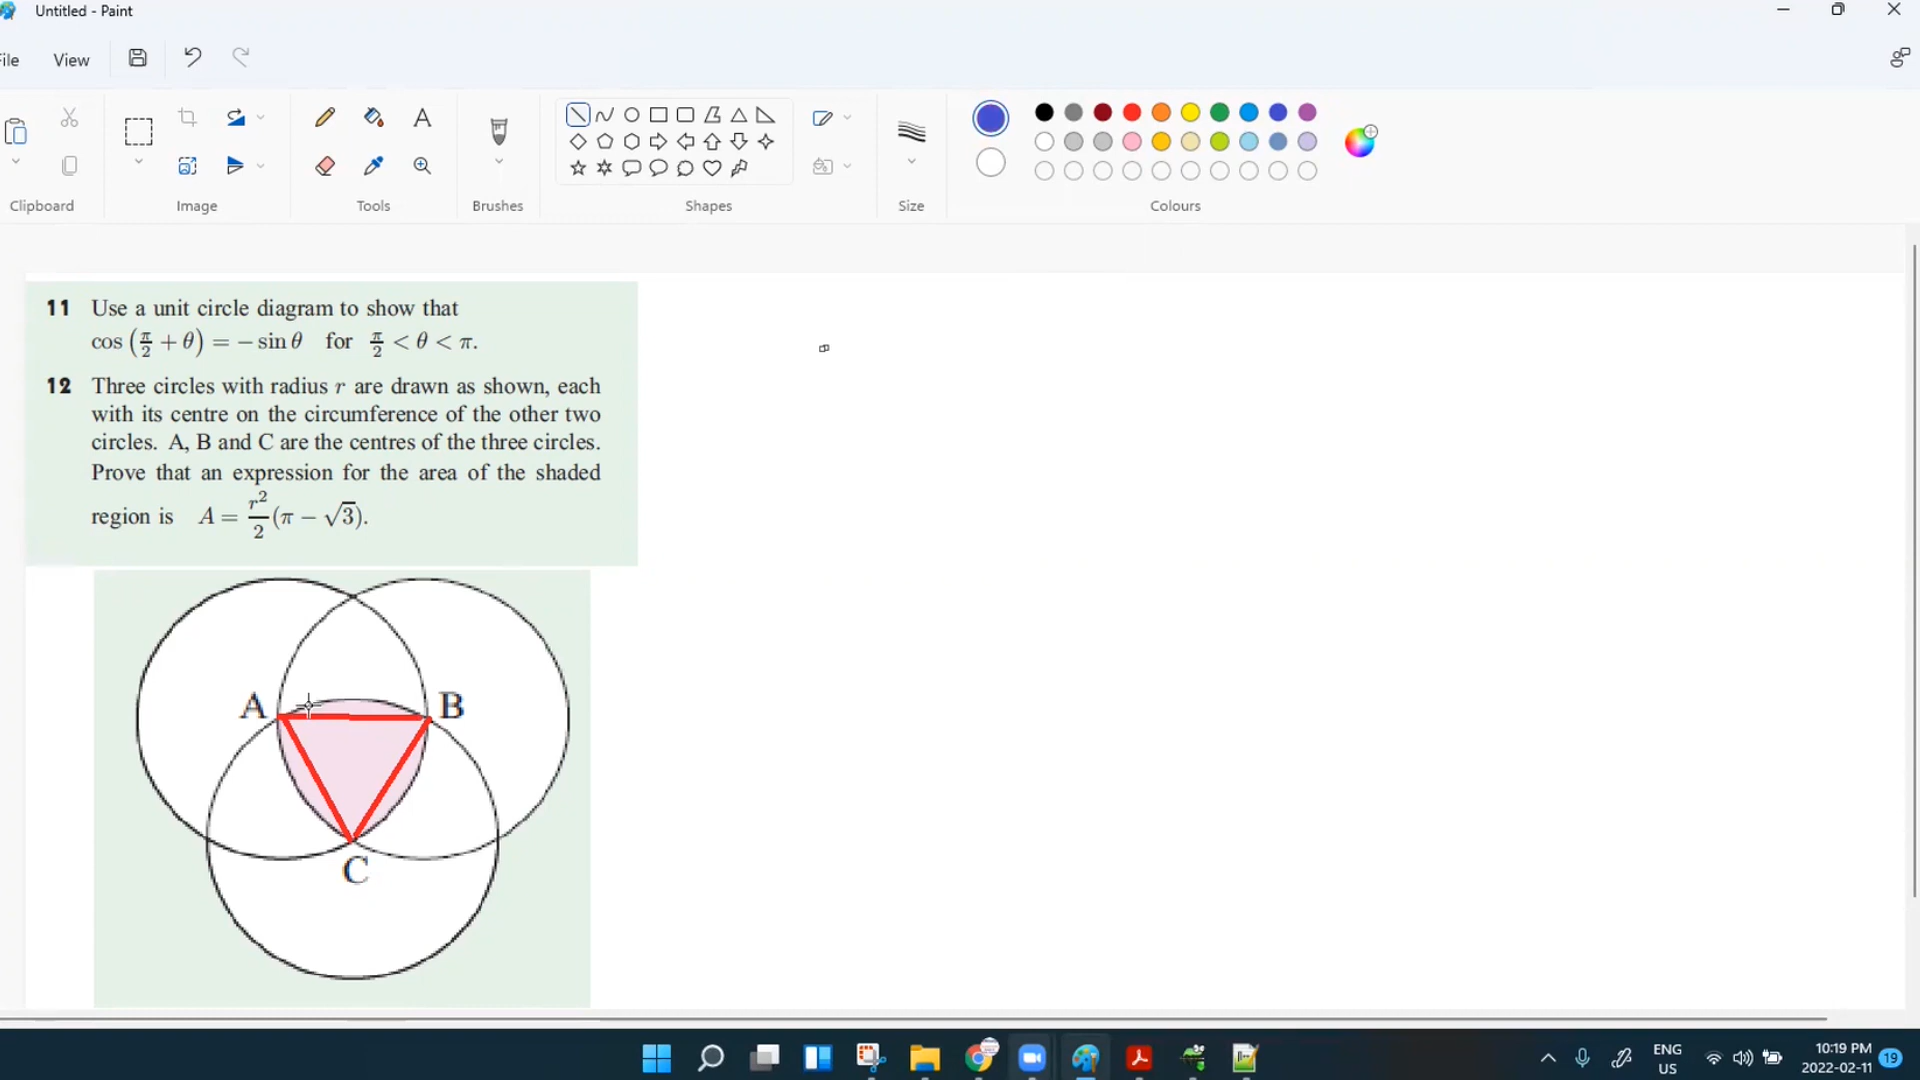 Untitled - Paint
File View
Clipboard Image Tools Brushes Shapes Size Colours
11 Use a unit circle diagram to show that
cos (π/2 + θ) = − sin θ for π/2 < θ < π.
12 Three circles with radius r are drawn as shown, each
with its centre on the circumference of the other two
circles. A, B and C are the centres of the three circles.
Prove that an expression for the area of the shaded
region is A = r²/2 (π − √3).
A B
C
ENG
US
10:19 PM
2022-02-11
19